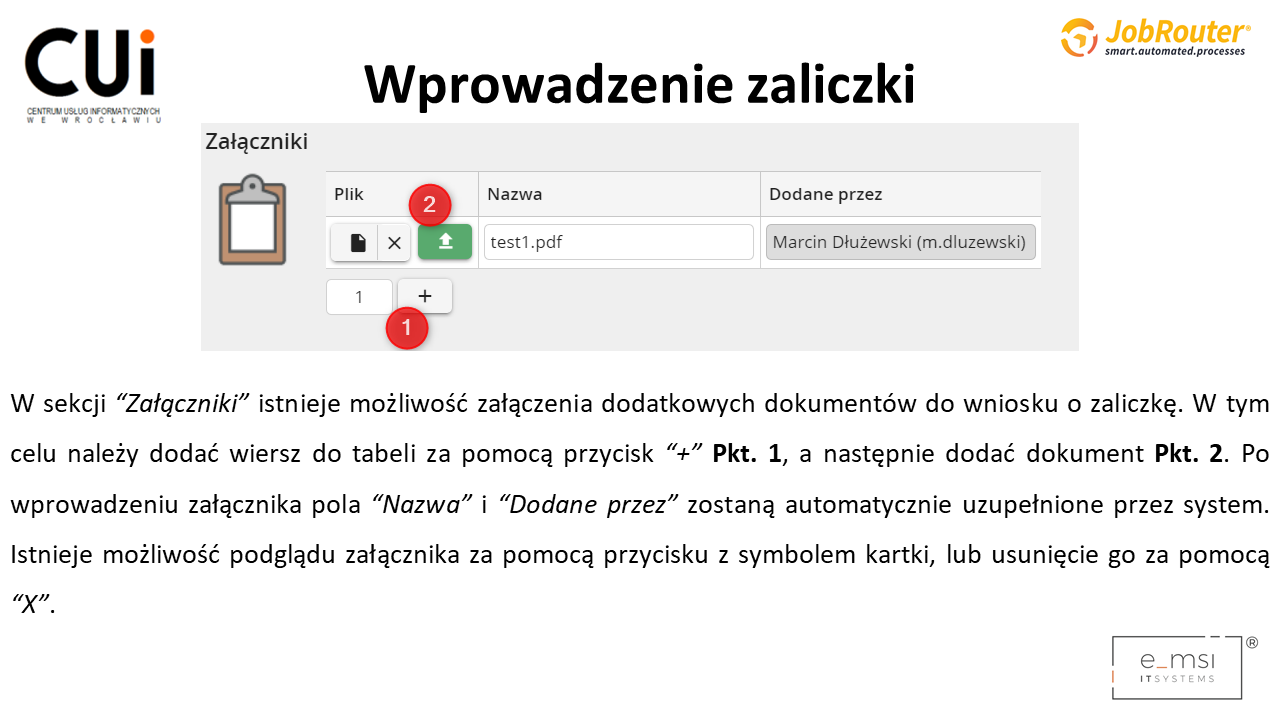 CUi
CENTRUM USŁUG INFORMATYCZNYCH
WE WROCŁAWIU
JobRouter®
smart.automated.processes
Wprowadzenie zaliczki
Załączniki
Plik
Nazwa
Dodane przez
2
test1.pdf
Marcin Dłużewski (m.dluzewski)
1
+
1
W sekcji “Załączniki” istnieje możliwość załączenia dodatkowych dokumentów do wniosku o zaliczkę. W tym
celu należy dodać wiersz do tabeli za pomocą przycisk “+” Pkt. 1, a następnie dodać dokument Pkt. 2. Po
wprowadzeniu załącznika pola “Nazwa” i “Dodane przez” zostaną automatycznie uzupełnione przez system.
Istnieje możliwość podglądu załącznika za pomocą przycisku z symbolem kartki, lub usunięcie go za pomocą
“X”.
e_msi ®
ITSYSTEMS